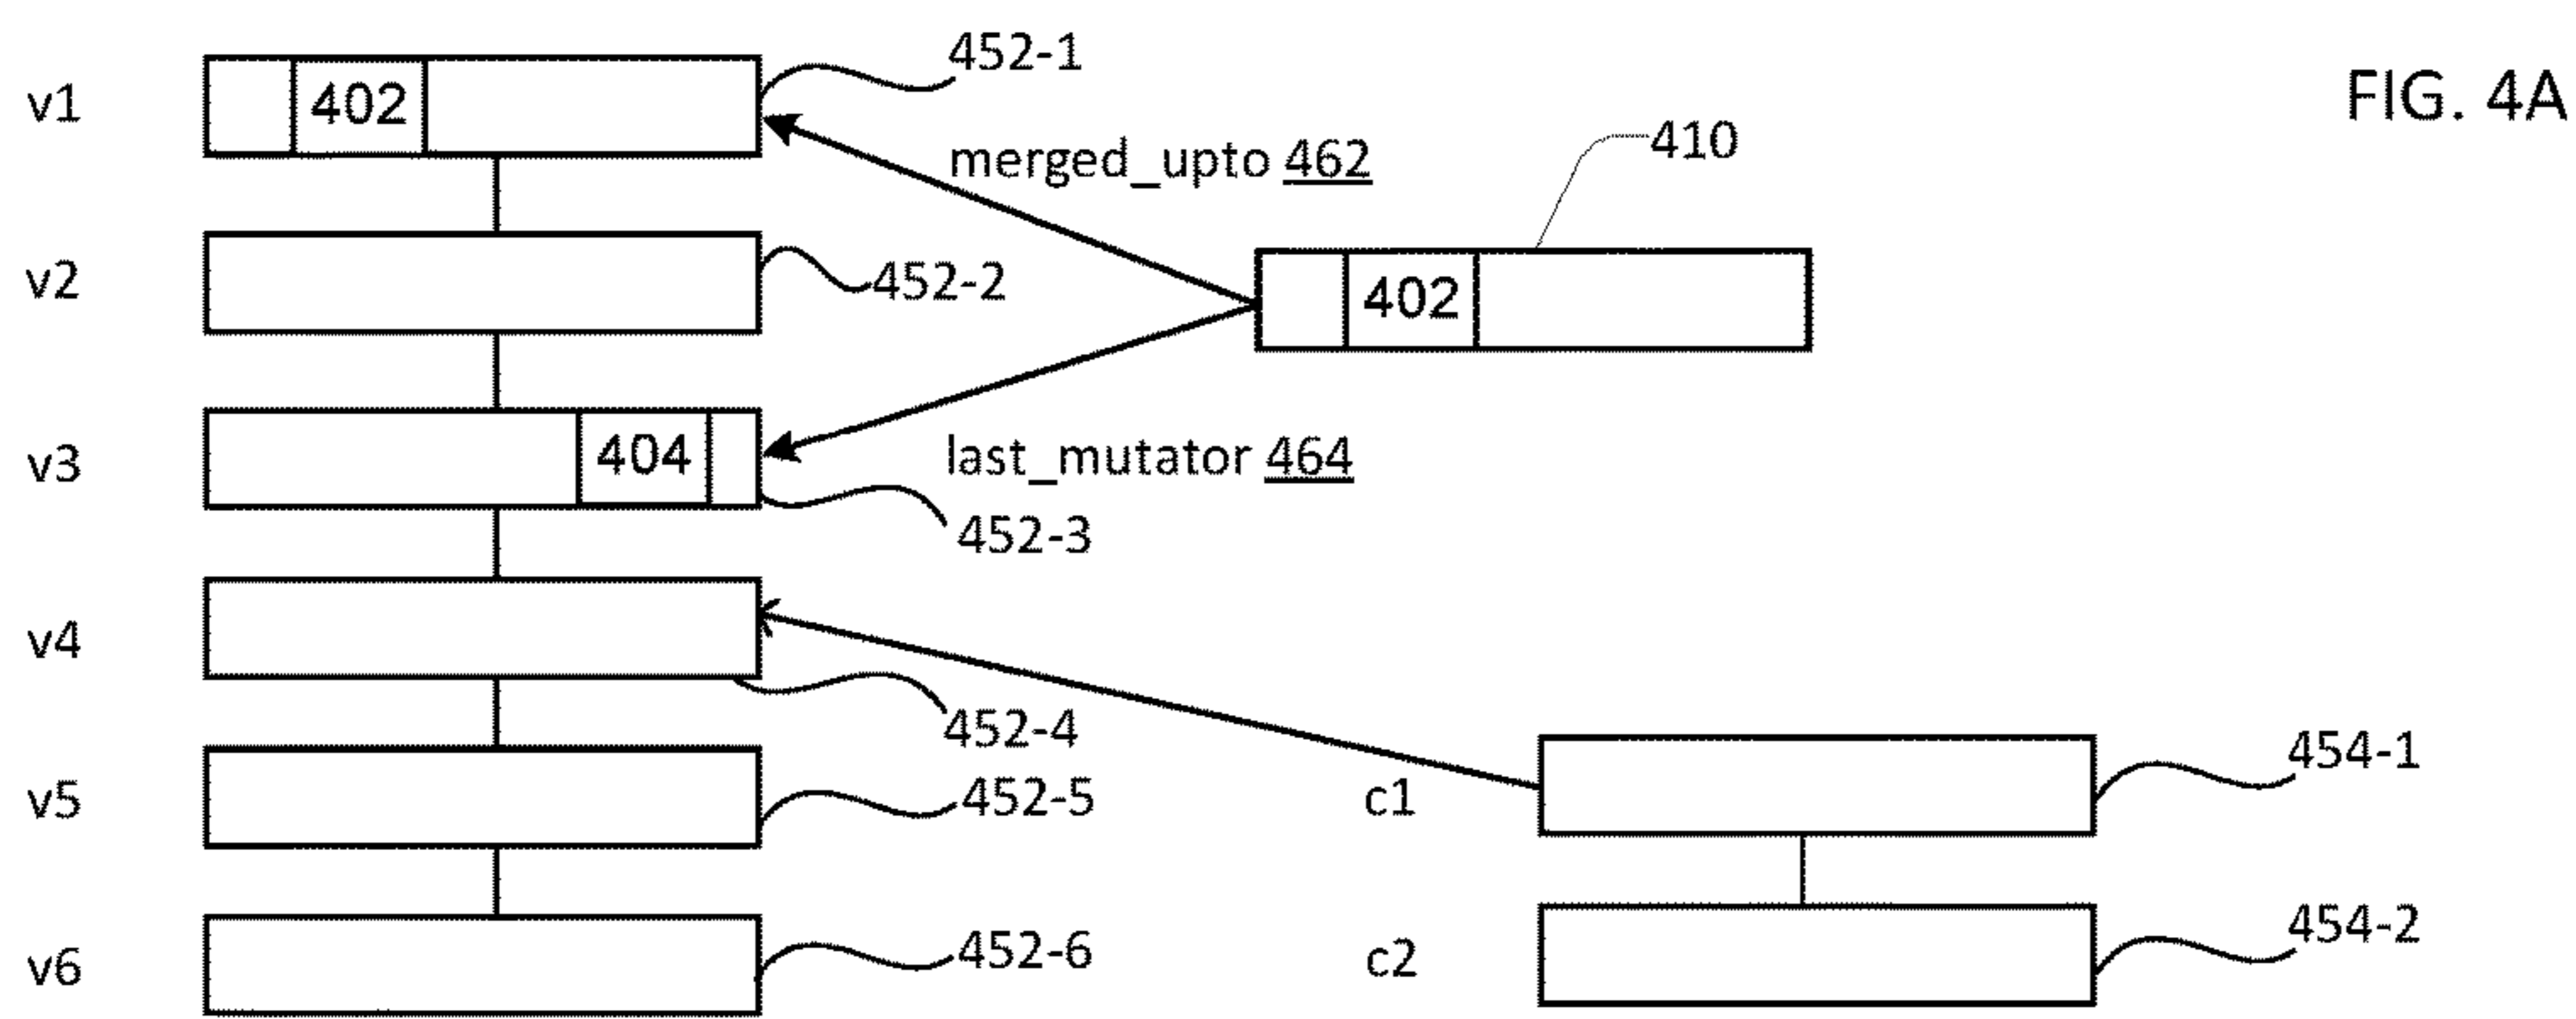 FIG. 4A
v1 402 452-1
merged_upto 462
410
v2 452-2 402
v3 404 last_mutator 464
452-3
v4 452-4
v5 452-5 c1 454-1
v6 452-6 c2 454-2